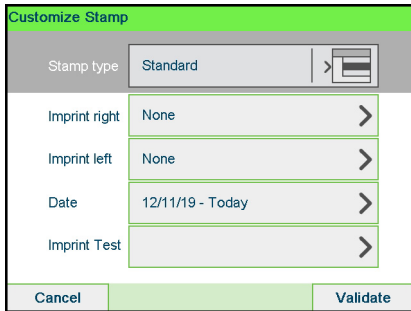 Customize Stamp
Stamp type Standard
Imprint right None
Imprint left None
Date 12/11/19 - Today
Imprint Test
Cancel Validate